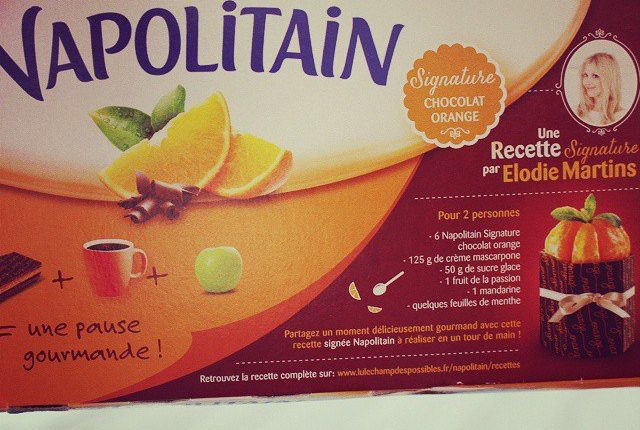 NAPOLITAIN
Signature
CHOCOLAT
ORANGE
Une
Recette Signature
par Elodie Martins
Pour 2 personnes
- 6 Napolitain Signature
chocolat orange
- 125 g de crème mascarpone
- 50 g de sucre glace
- 1 fruit de la passion
- 1 mandarine
- quelques feuilles de menthe
+ +
= une pause
gourmande !
Partagez un moment délicieusement gourmand avec cette
recette signée Napolitain à réaliser en un tour de main !
Retrouvez la recette complète sur: www.lulechampdespossibles.fr/napolitain/recettes